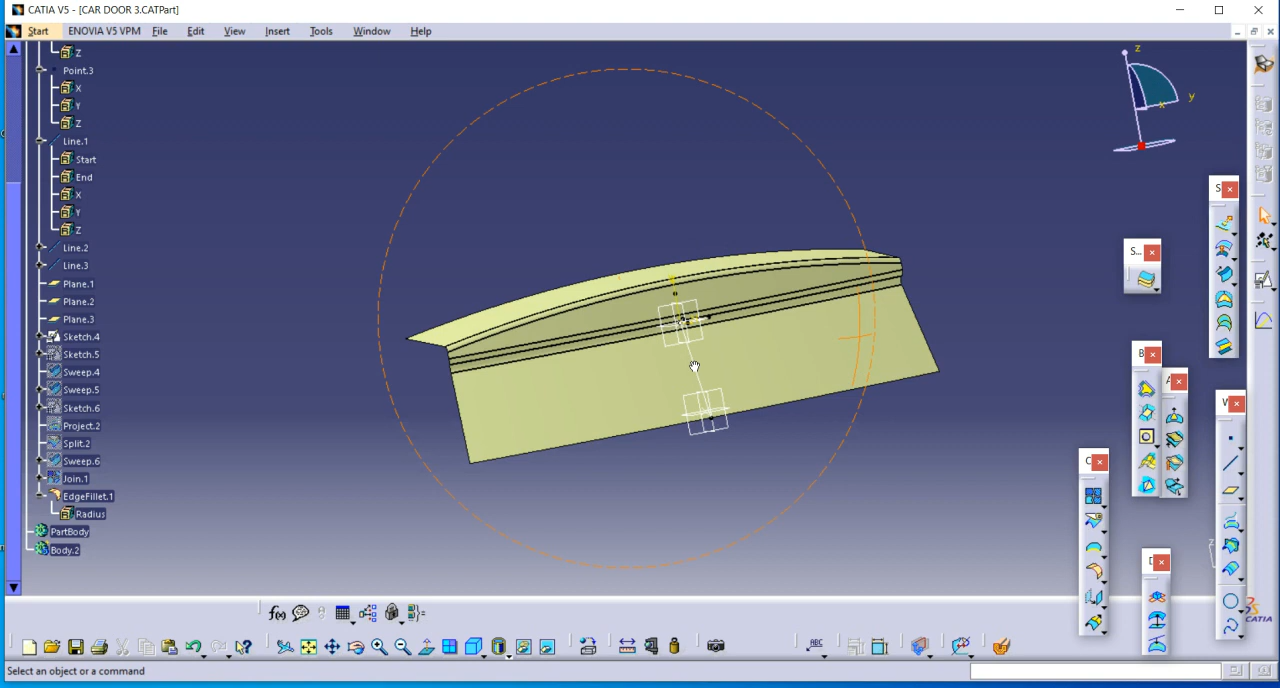 CATIA V5 - [CAR DOOR 3.CATPart]
Start ENOVIA V5 VPM File Edit View Insert Tools Window Help
Z
Point.3
X
Y
Z
Line.1
Start
End
X
Y
Z
Line.2
Line.3
Plane.1
Plane.2
Plane.3
Sketch.4
Sketch.5
Sweep.4
Sweep.5
Sketch.6
Project.2
Split.2
Sweep.6
Join.1
EdgeFillet.1
Radius
PartBody
Body.2
z
y
x
S
S...
B
V
C
f(x)
ABC
CATIA
Select an object or a command